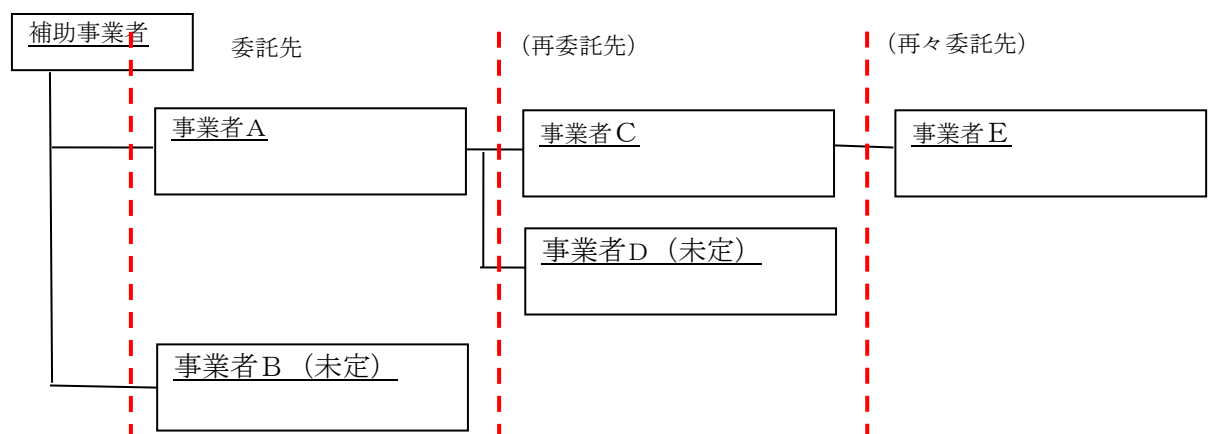 補助事業者
委託先
（再委託先）
（再々委託先）
事業者A
事業者C
事業者E
事業者D（未定）
事業者B（未定）